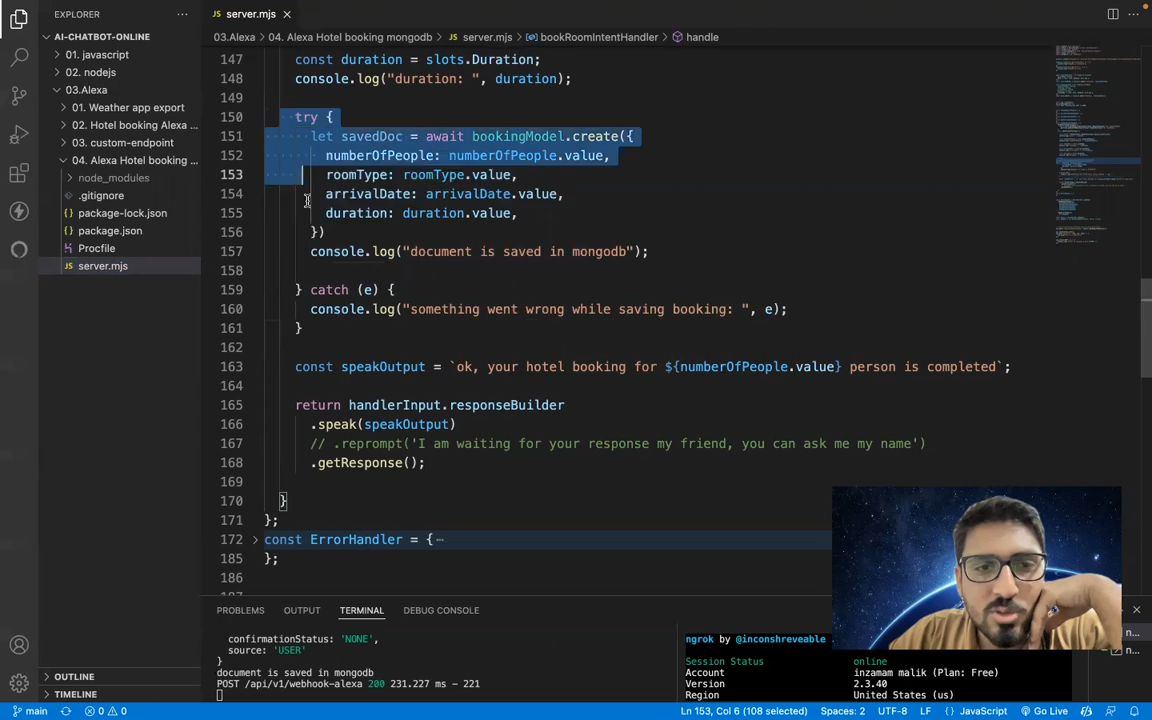 EXPLORER
server.mjs
AI-CHATBOT-ONLINE
01. javascript
02. nodejs
03.Alexa
01. Weather app export
02. Hotel booking Alexa ...
03. custom-endpoint
04. Alexa Hotel booking ...
node_modules
.gitignore
package-lock.json
package.json
Procfile
server.mjs
OUTLINE
TIMELINE
03.Alexa > 04. Alexa Hotel booking mongodb > server.mjs > bookRoomIntentHandler > handle
147 const duration = slots.Duration;
148 console.log("duration: ", duration);
149
150 try {
151 let savedDoc = await bookingModel.create({
152 numberOfPeople: numberOfPeople.value,
153 roomType: roomType.value,
154 arrivalDate: arrivalDate.value,
155 duration: duration.value,
156 })
157 console.log("document is saved in mongodb");
158
159 } catch (e) {
160 console.log("something went wrong while saving booking: ", e);
161 }
162
163 const speakOutput = `ok, your hotel booking for ${numberOfPeople.value} person is completed`;
164
165 return handlerInput.responseBuilder
166 .speak(speakOutput)
167 // .reprompt('I am waiting for your response my friend, you can ask me my name')
168 .getResponse();
169
170 }
171 };
172 const ErrorHandler = {
185 };
186
PROBLEMS OUTPUT TERMINAL DEBUG CONSOLE
confirmationStatus: 'NONE',
source: 'USER'
}
document is saved in mongodb
POST /api/v1/webhook-alexa 200 231.227 ms - 221
ngrok by @inconshreveable
Session Status online
Account inzamam malik (Plan: Free)
Version 2.3.40
Region United States (us)
n...
n...
main 0 0 Ln 153, Col 6 (108 selected) Spaces: 2 UTF-8 LF {} JavaScript Go Live